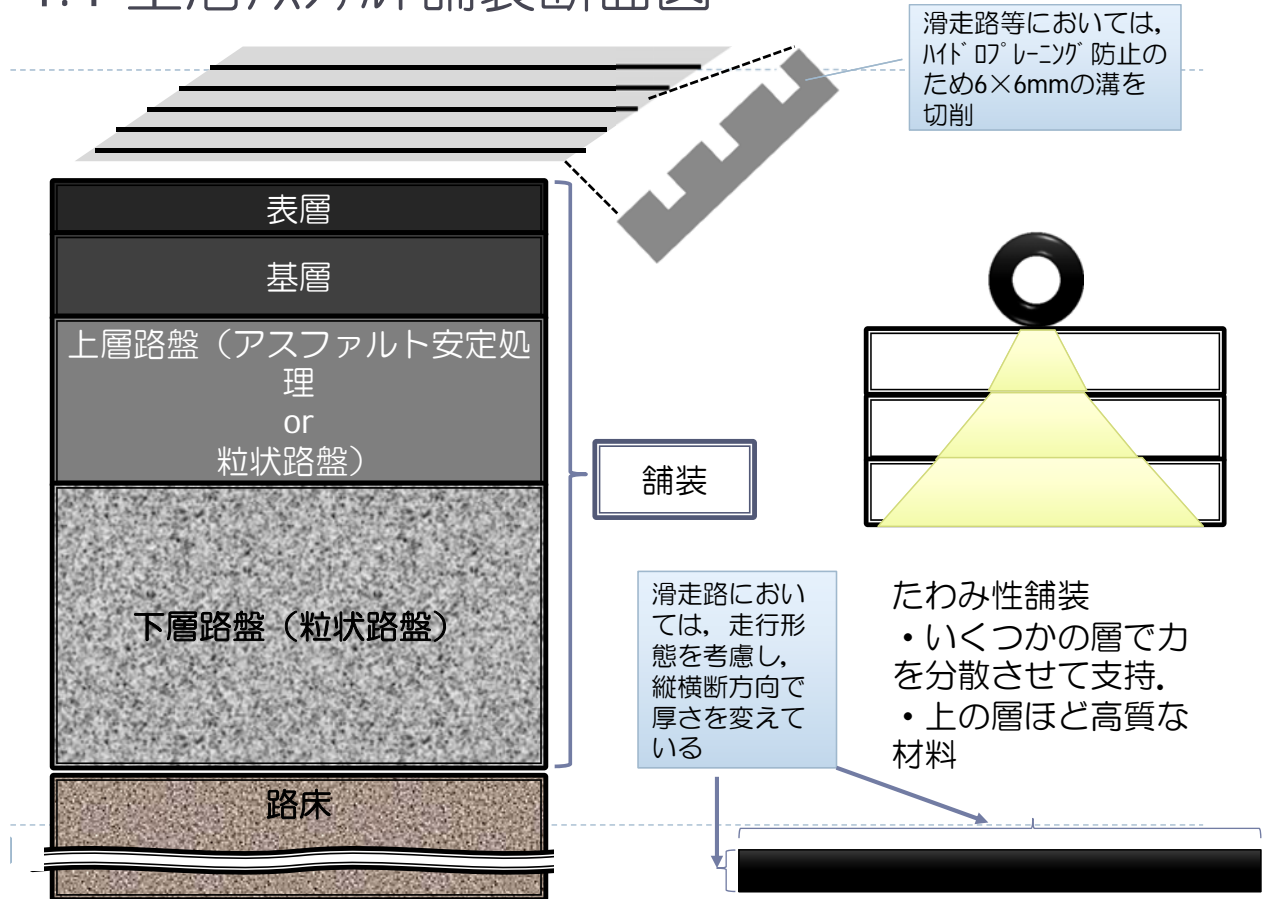 舗装断面図
滑走路等においては,
ﾊｲﾄﾞﾛﾌﾟﾚｰﾆﾝｸﾞ防止の
ため6×6mmの溝を
切削
表層
基層
上層路盤（アスファルト安定処
理
or
粒状路盤）
舗装
下層路盤（粒状路盤）
路床
滑走路におい
ては，走行形
態を考慮し,
縦横断方向で
厚さを変えて
いる
たわみ性舗装
・いくつかの層で力
を分散させて支持.
・上の層ほど高質な
材料